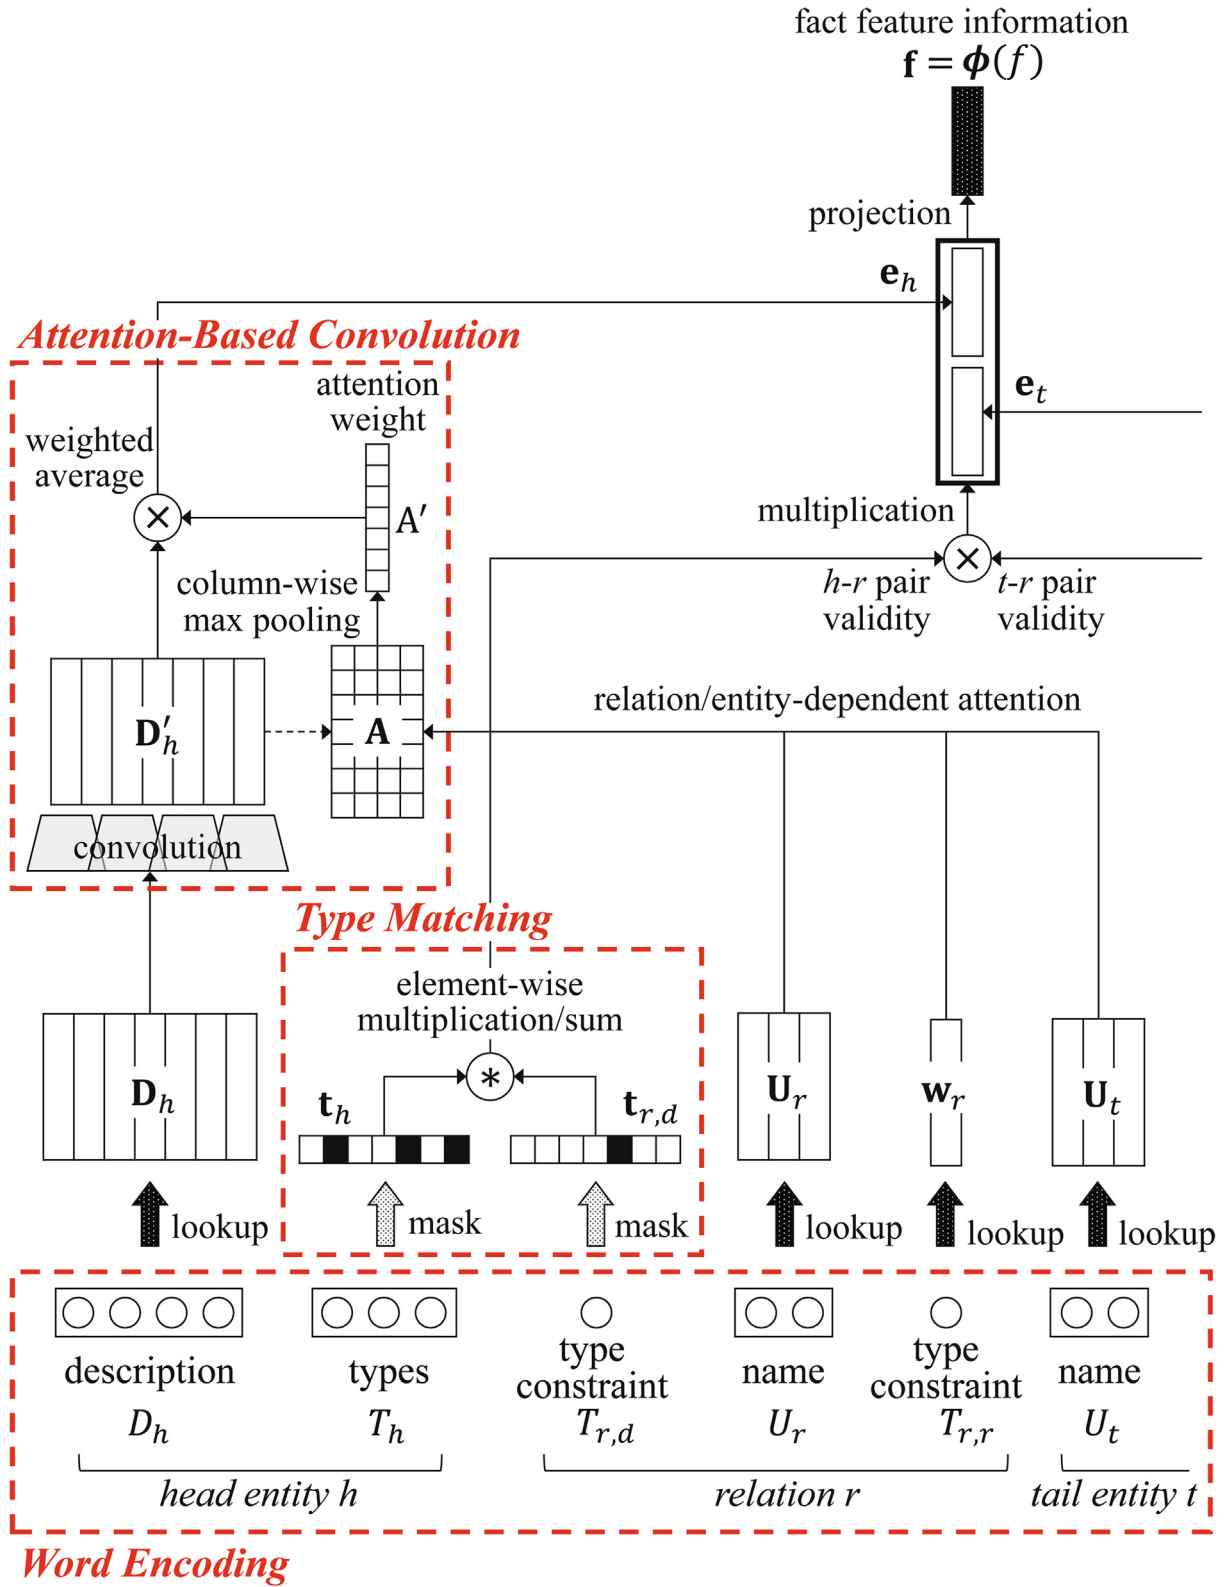 fact feature information
f = ϕ(f)
projection
e_h
Attention-Based Convolution
e_t
attention
weight
weighted
average
A′
multiplication
×
×
column-wise
max pooling
h-r pair
validity
t-r pair
validity
relation/entity-dependent attention
D′_h
A
convolution
Type Matching
element-wise
multiplication/sum
*
D_h
t_h
t_{r,d}
U_r
w_r
U_t
lookup
mask
mask
lookup
lookup
lookup
description
types
type
constraint
name
type
constraint
name
D_h
T_h
T_{r,d}
U_r
T_{r,r}
U_t
head entity h
relation r
tail entity t
Word Encoding